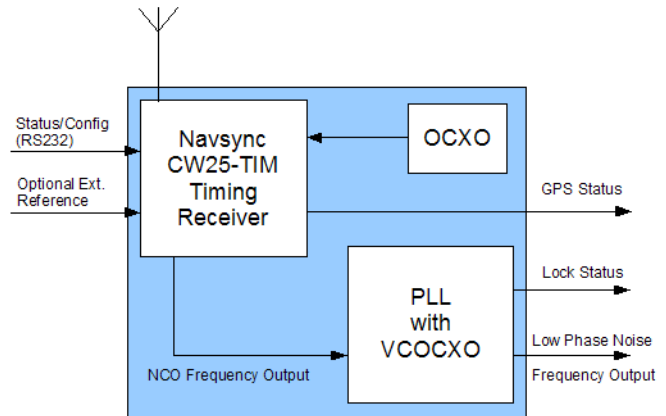 Status/Config
(RS232)
Optional Ext.
Reference
Navsync
CW25-TIM
Timing
Receiver
OCXO
GPS Status
PLL
with
VCOCXO
Lock Status
Low Phase Noise
Frequency Output
NCO Frequency Output